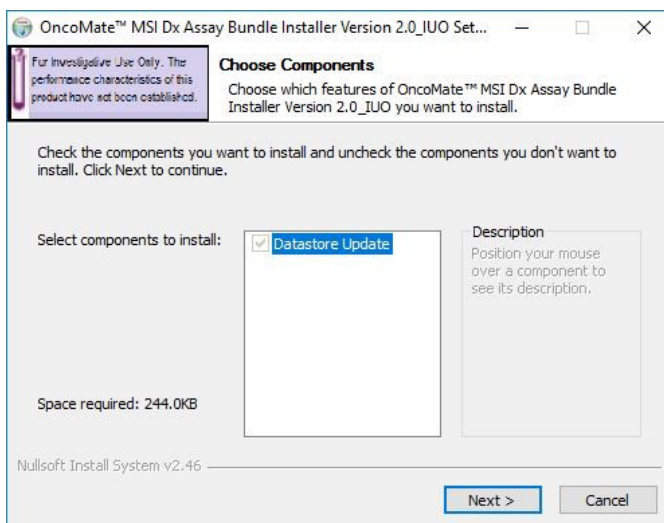 OncoMate™ MSI Dx Assay Bundle Installer Version 2.0_IUO Set...
For Investigative Use Only. The
performance characteristics of this
product have not been established.
Choose Components
Choose which features of OncoMate™ MSI Dx Assay Bundle
Installer Version 2.0_IUO you want to install.
Check the components you want to install and uncheck the components you don't want to
install. Click Next to continue.
Select components to install:
Datastore Update
Description
Position your mouse
over a component to
see its description.
Space required: 244.0KB
Nullsoft Install System v2.46
Next >
Cancel